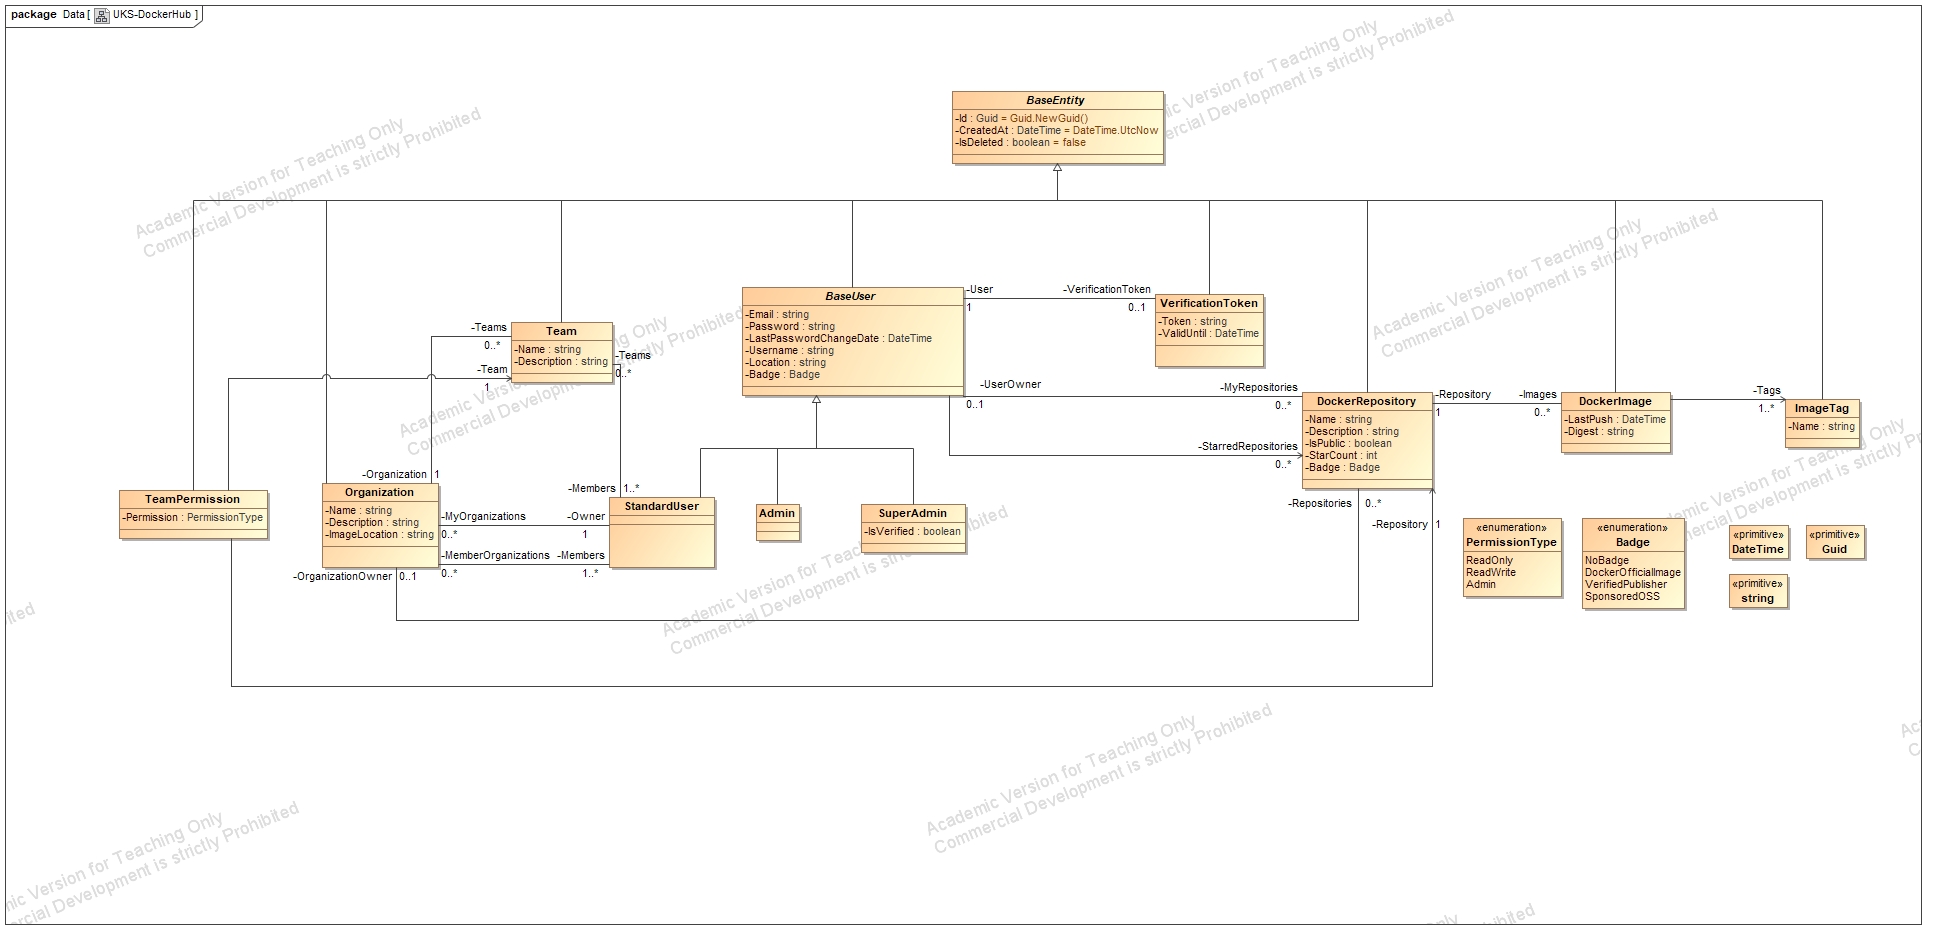 package Data [ UKS-DockerHub ]
Academic Version for Teaching Only
Commercial Development is strictly Prohibited
BaseEntity
-Id : Guid = Guid.NewGuid()
-CreatedAt : DateTime = DateTime.UtcNow
-IsDeleted : boolean = false
BaseUser
-Email : string
-Password : string
-LastPasswordChangeDate : DateTime
-Username : string
-Location : string
-Badge : Badge
-User
1
-VerificationToken
0..1
VerificationToken
-Token : string
-ValidUntil : DateTime
-Teams
0..*
-Team
1
Team
-Name : string
-Description : string
-Teams
0..*
-UserOwner
0..1
-MyRepositories
0..*
-StarredRepositories
0..*
DockerRepository
-Name : string
-Description : string
-IsPublic : boolean
-StarCount : int
-Badge : Badge
-Repository
1
-Images
0..*
DockerImage
-LastPush : DateTime
-Digest : string
-Tags
1..*
ImageTag
-Name : string
TeamPermission
-Permission : PermissionType
-Organization 1
Organization
-Name : string
-Description : string
-ImageLocation : string
-MyOrganizations
0..*
-Owner
1
-MemberOrganizations
0..*
-Members
1..*
-OrganizationOwner 0..1
-Members 1..*
StandardUser
Admin
SuperAdmin
-IsVerified : boolean
-Repositories 0..*
-Repository 1
«enumeration»
PermissionType
ReadOnly
ReadWrite
Admin
«enumeration»
Badge
NoBadge
DockerOfficialImage
VerifiedPublisher
SponsoredOSS
«primitive»
DateTime
«primitive»
Guid
«primitive»
string